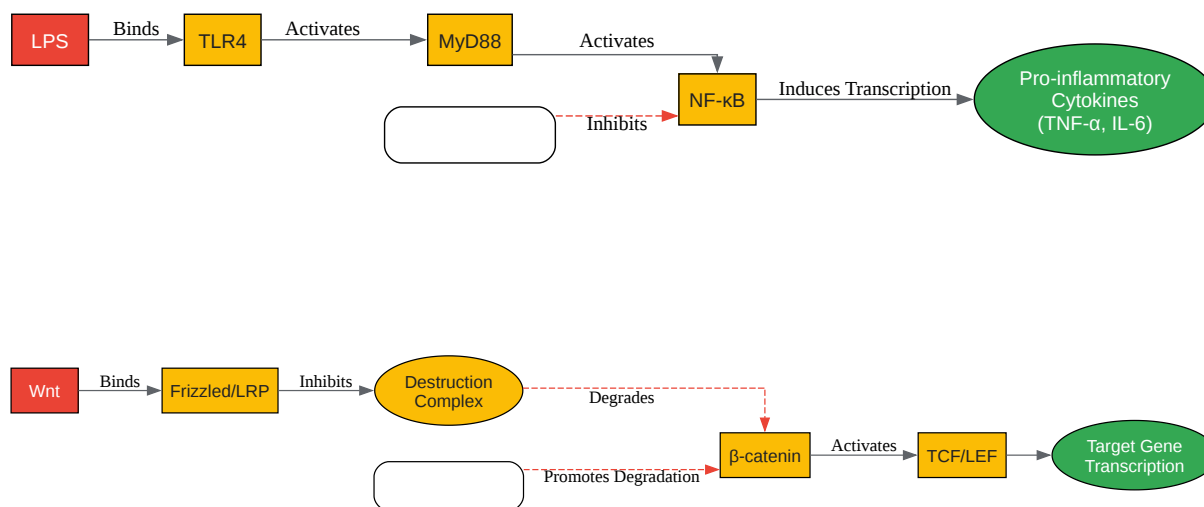 LPS
Binds
TLR4
Activates
MyD88
Activates
NF-κB
Induces Transcription
Pro-inflammatory
Cytokines
(TNF-α, IL-6)
Inhibits
Wnt
Binds
Frizzled/LRP
Inhibits
Destruction
Complex
Degrades
β-catenin
Activates
TCF/LEF
Target Gene
Transcription
Promotes Degradation